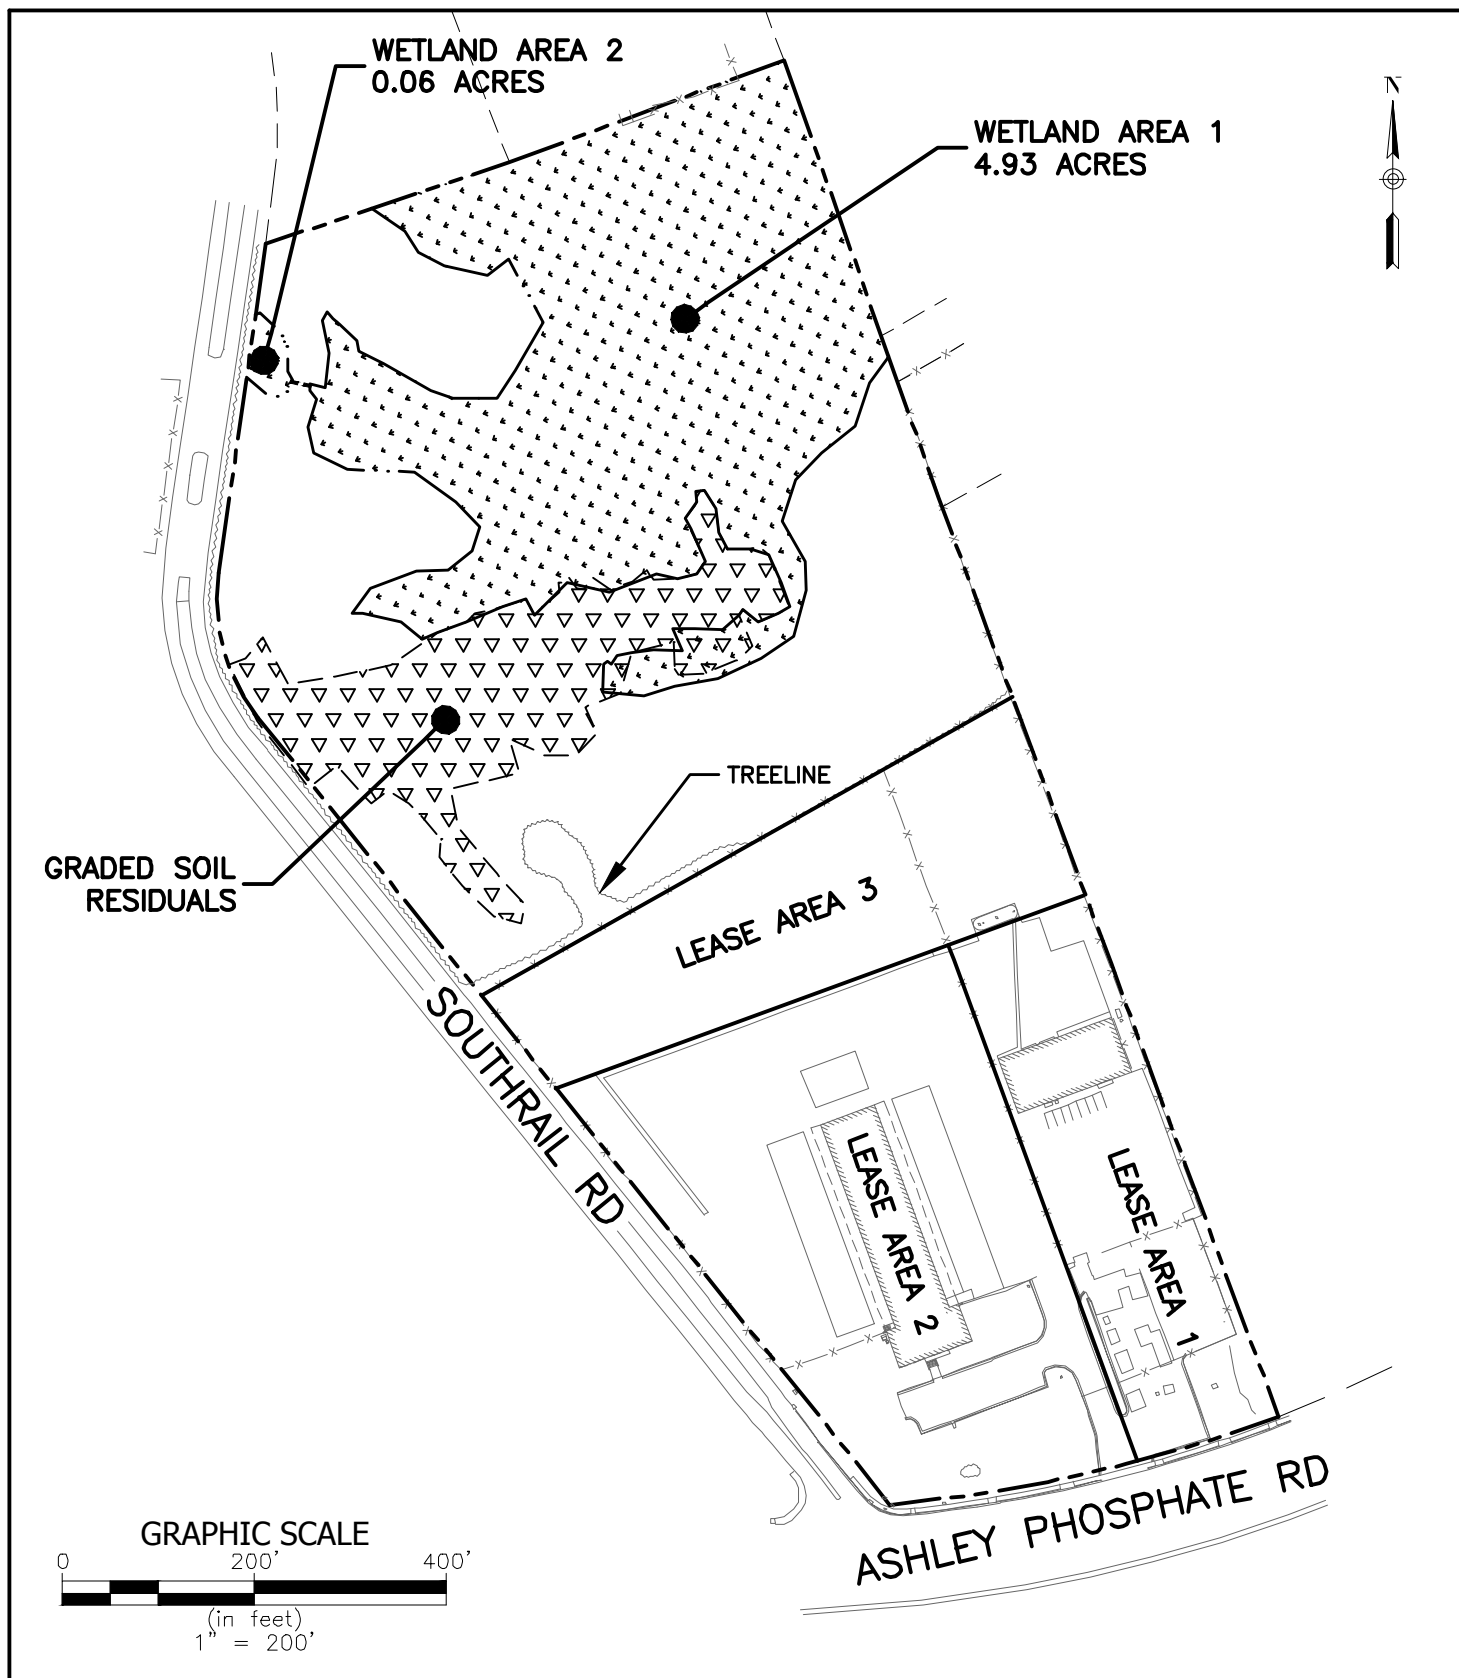 WETLAND AREA 2
0.06 ACRES
N
WETLAND AREA 1
4.93 ACRES
TREELINE
GRADED SOIL
RESIDUALS
LEASE AREA 3
SOUTHRAIL RD
LEASE AREA 2
LEASE AREA 1
ASHLEY PHOSPHATE RD
GRAPHIC SCALE
0 200' 400'
(in feet)
1" = 200'